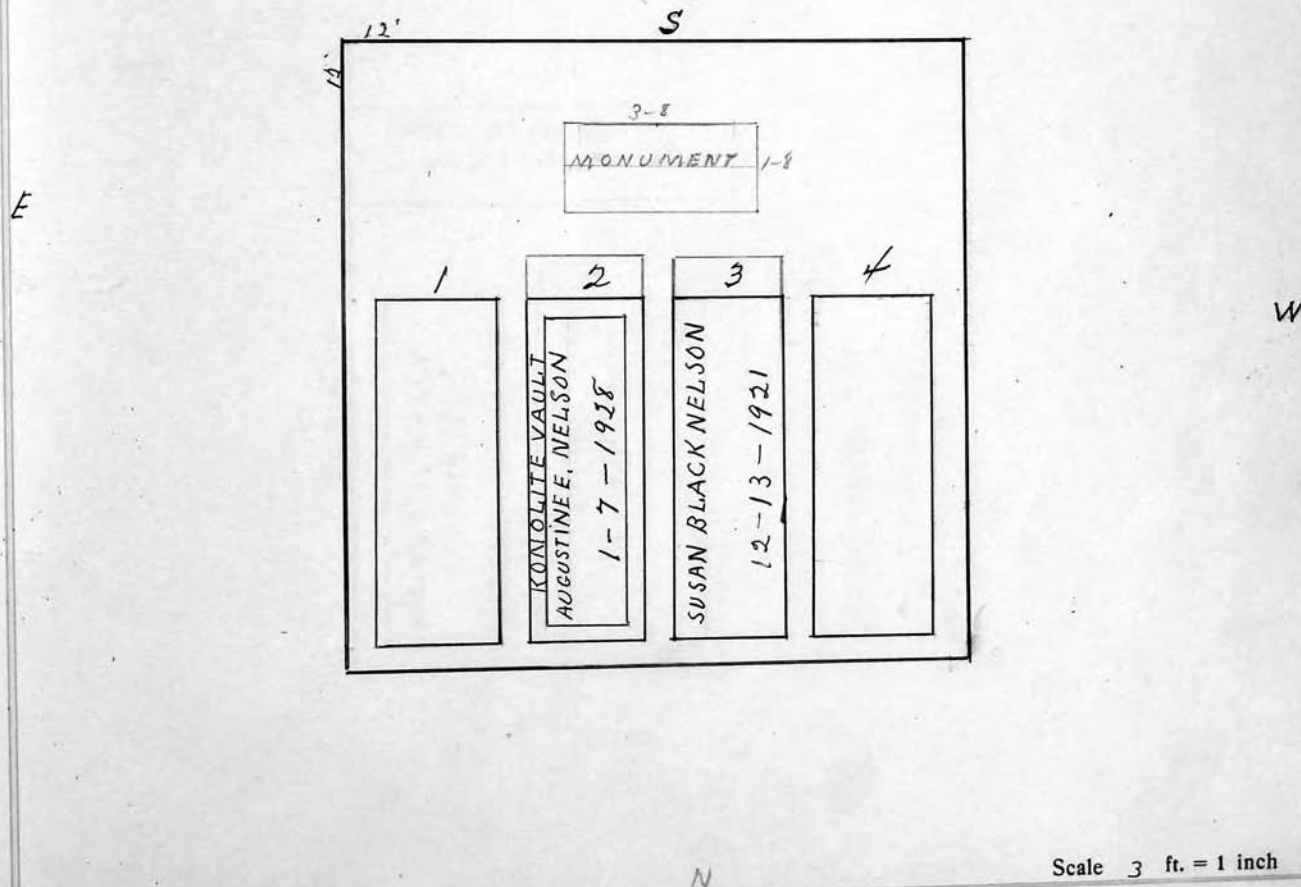 S
12'
12'
3-8
MONUMENT 1-8
E
1 2 3 4
W
KONOLITE VAULT
AUGUSTINE E. NELSON
1-7-1928
SUSAN BLACK NELSON
12-13-1921
N
Scale 3 ft. = 1 inch